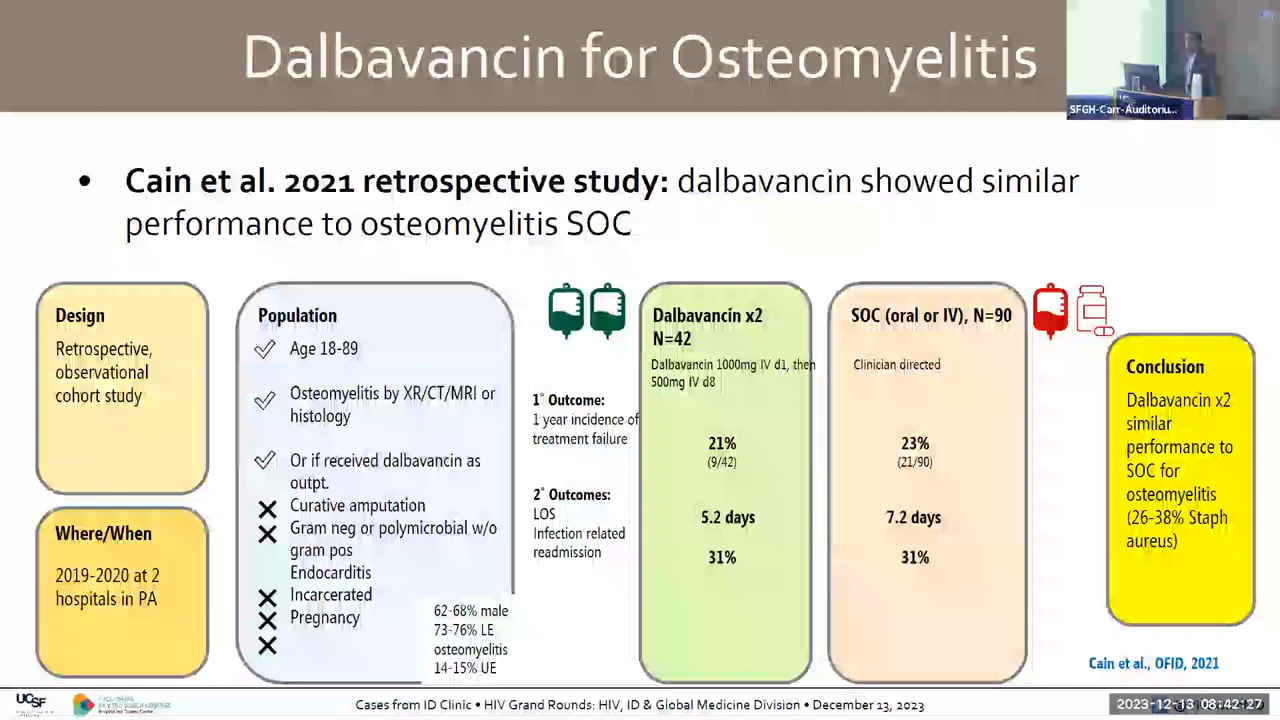 Dalbavancin for Osteomyelitis
SFGH-Carr-Auditoriu...
• Cain et al. 2021 retrospective study: dalbavancin showed similar
performance to osteomyelitis SOC
Design
Retrospective,
observational
cohort study
Where/When
2019-2020 at 2
hospitals in PA
Population
Age 18-89
Osteomyelitis by XR/CT/MRI or
histology
Or if received dalbavancin as
outpt.
Curative amputation
Gram neg or polymicrobial w/o
gram pos
Endocarditis
Incarcerated
Pregnancy
62-68% male
73-76% LE
osteomyelitis
14-15% UE
1° Outcome:
1 year incidence of
treatment failure
2° Outcomes:
LOS
Infection related
readmission
Dalbavancin x2
N=42
Dalbavancin 1000mg IV d1, then
500mg IV d8
21%
(9/42)
5.2 days
31%
SOC (oral or IV), N=90
Clinician directed
23%
(21/90)
7.2 days
31%
Conclusion
Dalbavancin x2
similar
performance to
SOC for
osteomyelitis
(26-38% Staph
aureus)
Cain et al., OFID, 2021
UCSF
Cases from ID Clinic • HIV Grand Rounds: HIV, ID & Global Medicine Division • December 13, 2023
2023-12-13 08:42:27